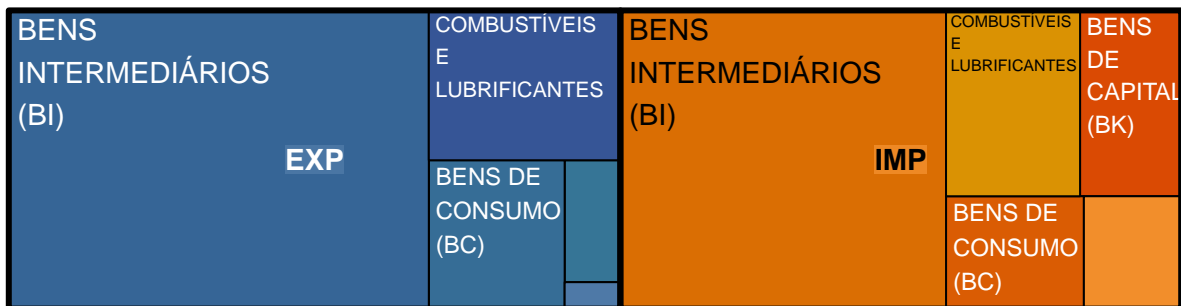 BENS
INTERMEDIÁRIOS
(BI)
EXP
COMBUSTÍVEIS
E
LUBRIFICANTES
BENS DE
CONSUMO
(BC)
BENS
INTERMEDIÁRIOS
(BI)
IMP
COMBUSTÍVEIS
E
LUBRIFICANTES
BENS
DE
CAPITAL
(BK)
BENS DE
CONSUMO
(BC)